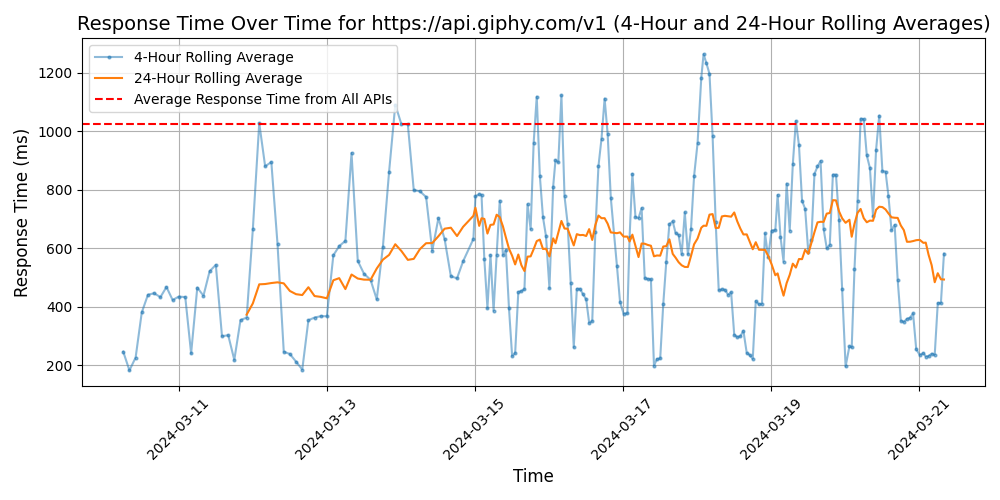 Response Time Over Time for https://api.giphy.com/v1 (4-Hour and 24-Hour Rolling Averages)
4-Hour Rolling Average
24-Hour Rolling Average
Average Response Time from All APIs
Response Time (ms)
1200
1000
800
600
400
200
2024-03-11
2024-03-13
2024-03-15
2024-03-17
2024-03-19
2024-03-21
Time